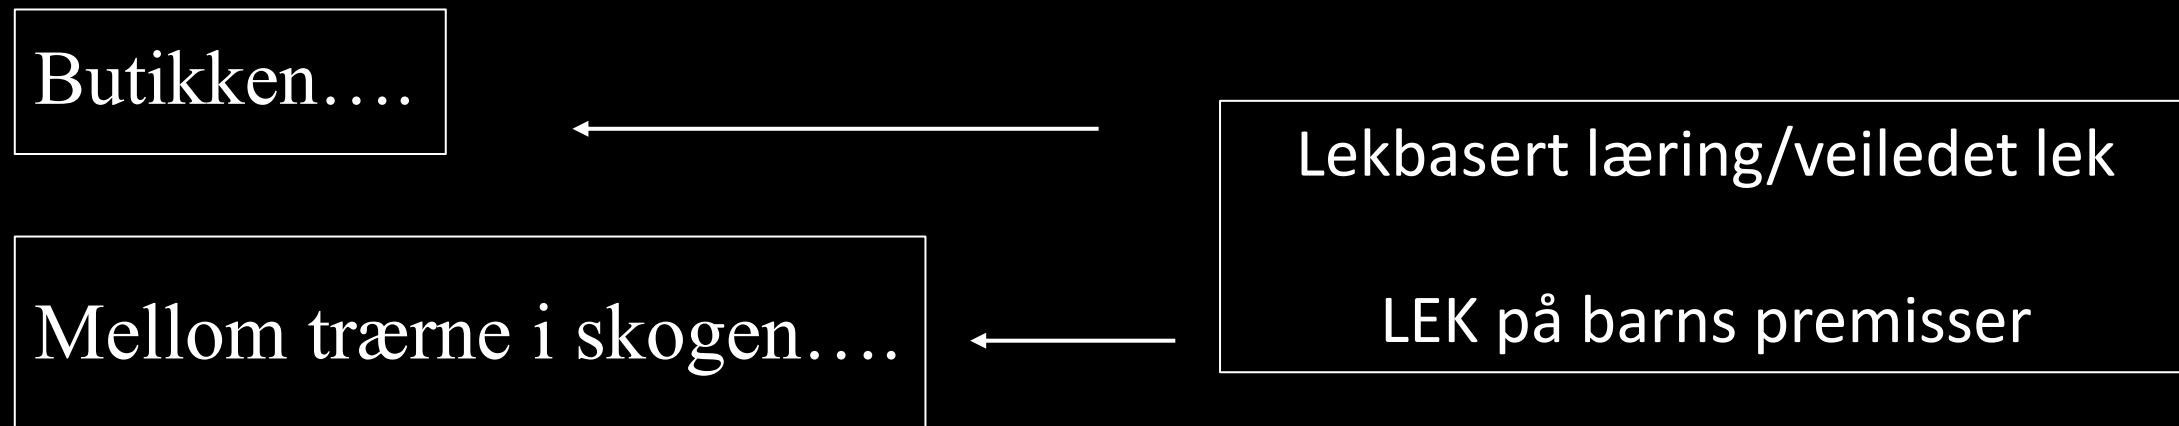 Butikken….
Lekbasert læring/veiledet lek
Mellom trærne i skogen….
LEK på barns premisser